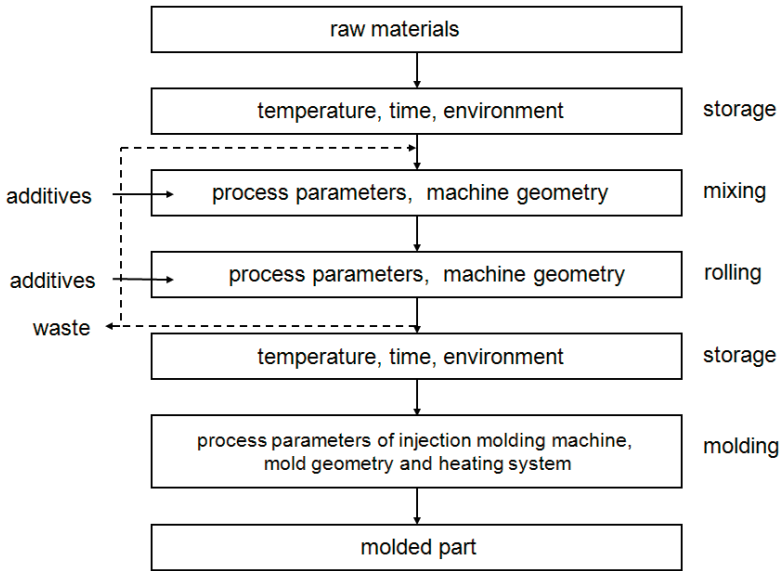 raw materials
temperature, time, environment
storage
additives
process parameters, machine geometry
mixing
additives
process parameters, machine geometry
rolling
waste
temperature, time, environment
storage
process parameters of injection molding machine,
mold geometry and heating system
molding
molded part